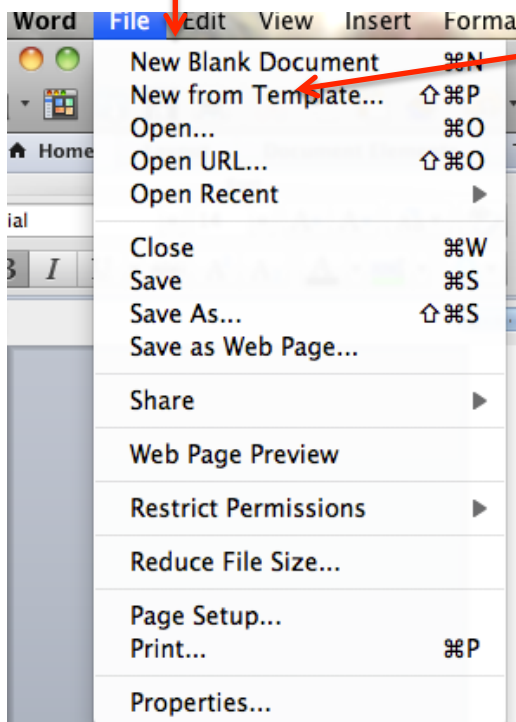 Word File Edit View Insert Forma
New Blank Document ⌘N
New from Template... ⇧⌘P
Open... ⌘O
Home
Open URL... ⇧⌘O
Open Recent ▶
ial
Close ⌘W
B I
Save ⌘S
Save As... ⇧⌘S
Save as Web Page...
Share ▶
Web Page Preview
Restrict Permissions ▶
Reduce File Size...
Page Setup...
Print... ⌘P
Properties...